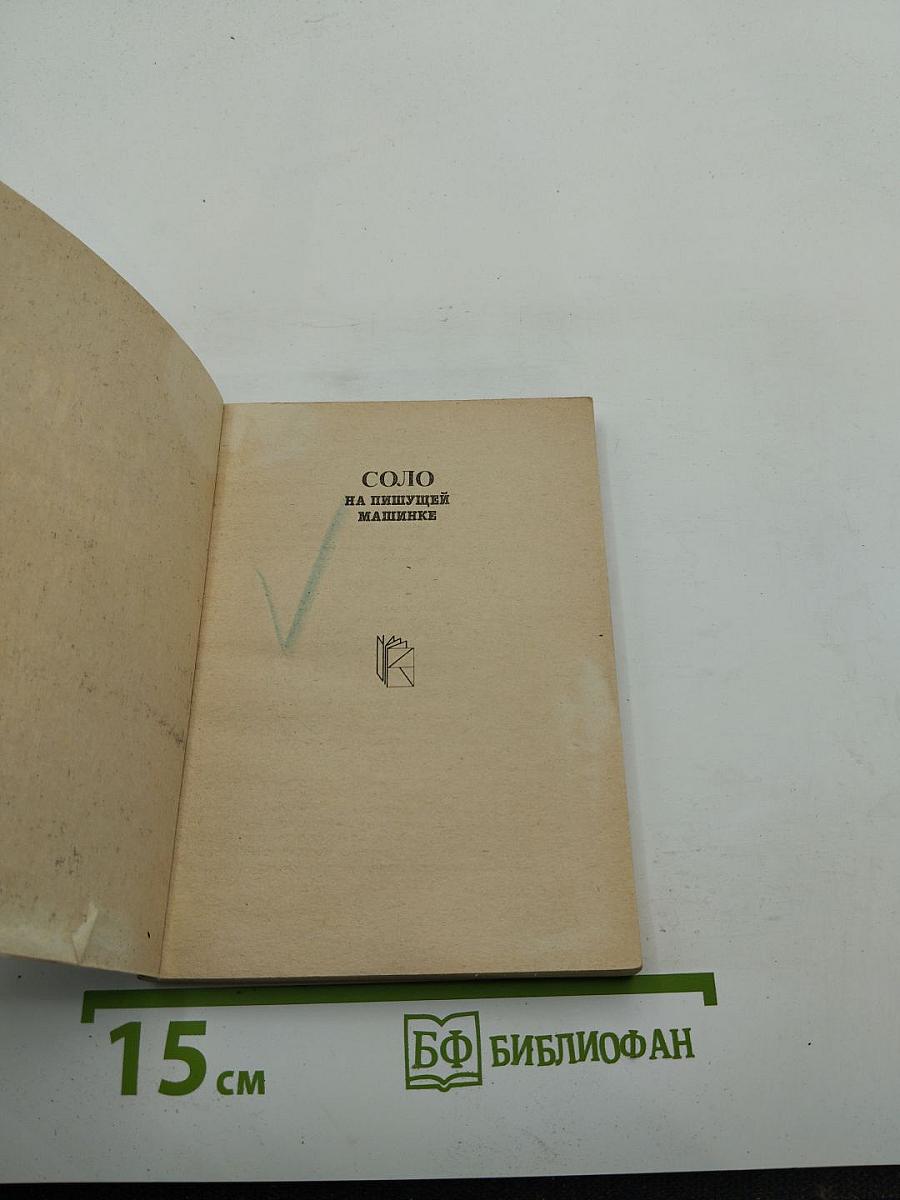 СОЛО
НА ПИШУЩЕЙ
МАШИНКЕ
15 см
БФ БИБЛИОФАН